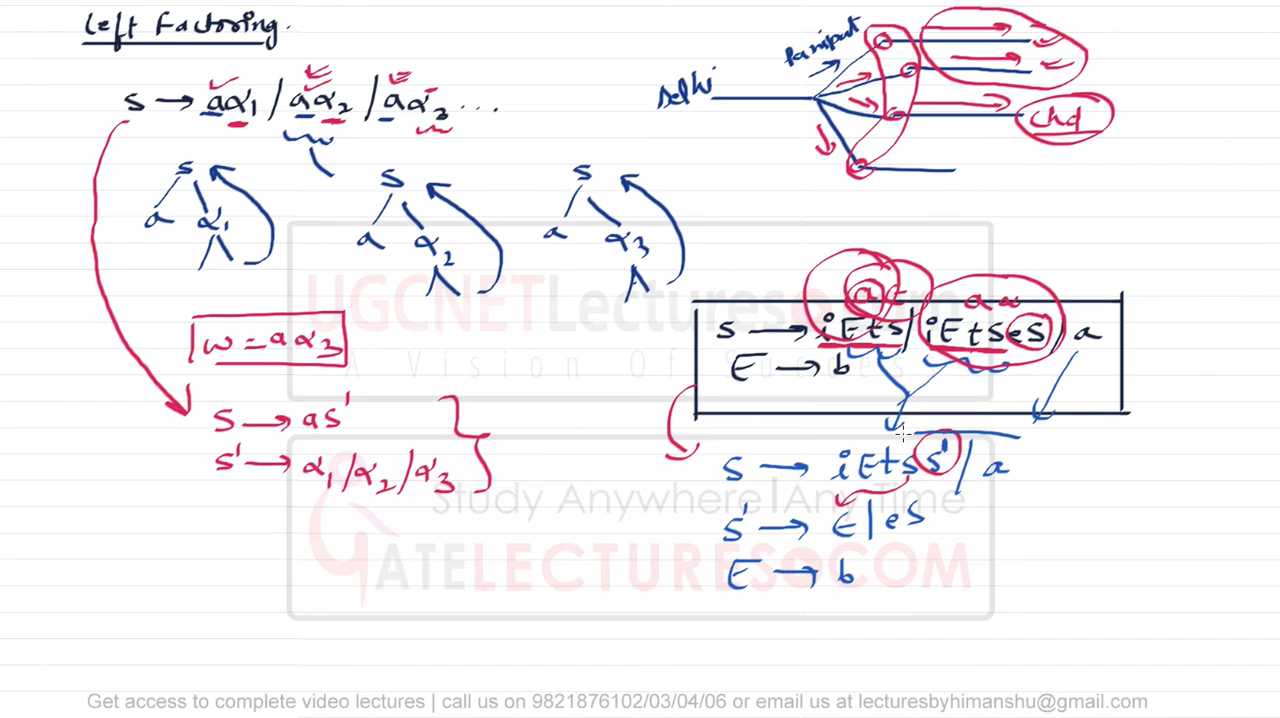 Left Factoring.
S → aα₁ / aα₂ / aα₃ ...
Delhi
Panipat
Chd
S
a α₁
S
a α₂
S
a α₃
w = aα₃
S → aS'
S' → α₁/α₂/α₃
a ε
a α
S → iEtS / iEtSeS / a
E → b
S → iEtSS' / a
S' → ε | eS
E → b
UGCNETLectures.com
A Vision Of Success
Study Anywhere|Any Time
GATELECTURES.COM
Get access to complete video lectures | call us on 9821876102/03/04/06 or email us at lecturesbyhimanshu@gmail.com